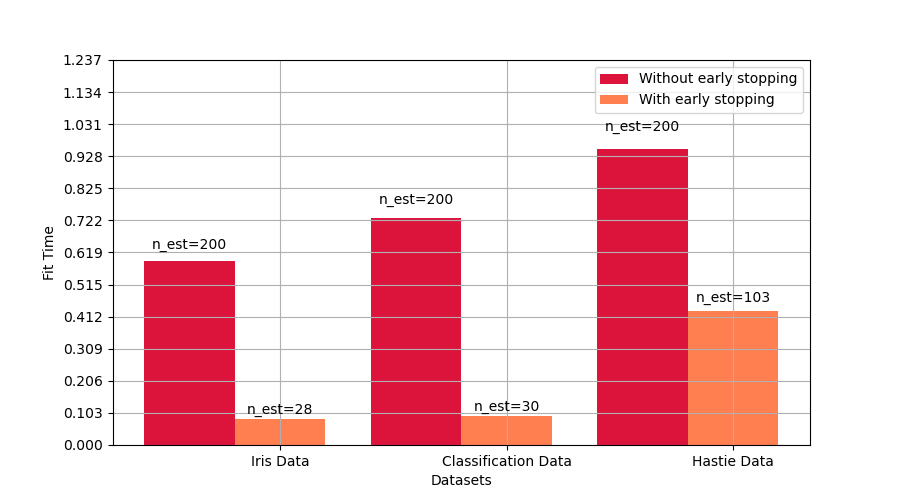 1.237
1.134
1.031
0.928
0.825
0.722
0.619
0.515
0.412
0.309
0.206
0.103
0.000
Fit Time
Without early stopping
With early stopping
n_est=200
n_est=200
n_est=200
n_est=28
n_est=30
n_est=103
Iris Data
Classification Data
Hastie Data
Datasets